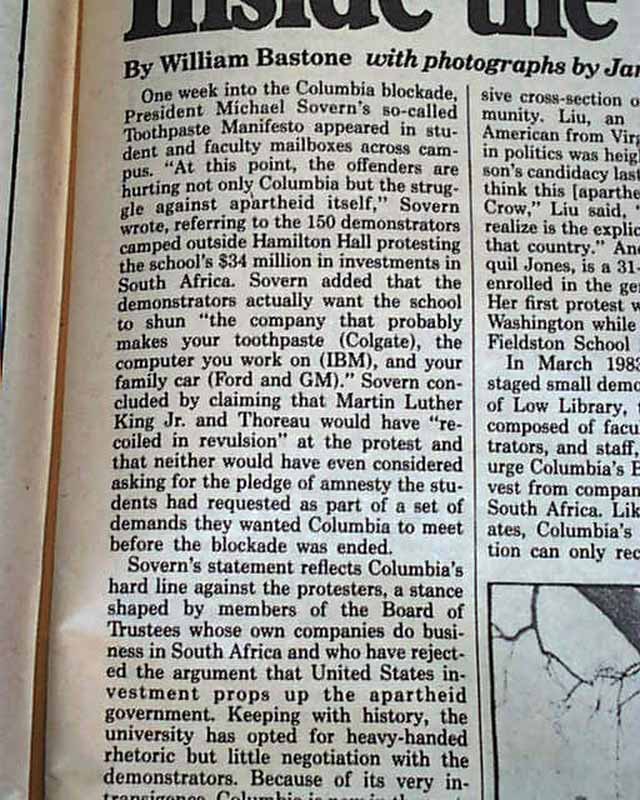 Inside the
By William Bastone with photographs by
One week into the Columbia blockade,
President Michael Sovern's so-called
Toothpaste Manifesto appeared in stu-
dent and faculty mailboxes across cam-
pus. "At this point, the offenders are
hurting not only Columbia but the strug-
gle against apartheid itself," Sovern
wrote, referring to the 150 demonstrators
camped outside Hamilton Hall protesting
the school's $34 million in investments in
South Africa. Sovern added that the
demonstrators actually want the school
to shun "the company that probably
makes your toothpaste (Colgate), the
computer you work on (IBM), and your
family car (Ford and GM)." Sovern con-
cluded by claiming that Martin Luther
King Jr. and Thoreau would have "re-
coiled in revulsion" at the protest and
that neither would have even considered
asking for the pledge of amnesty the stu-
dents had requested as part of a set of
demands they wanted Columbia to meet
before the blockade was ended.
Sovern's statement reflects Columbia's
hard line against the protesters, a stance
shaped by members of the Board of
Trustees whose own companies do busi-
ness in South Africa and who have reject-
ed the argument that United States in-
vestment props up the apartheid
government. Keeping with history, the
university has opted for heavy-handed
rhetoric but little negotiation with the
demonstrators. Because of its very in-
transigence, Columbia is now in the
sive cross-section o
munity. Liu, an
American from Virg
in politics was heig
son's candidacy last
think this [aparthe
Crow," Liu said, "
realize is the explic
that country." And
quil Jones, is a 31-
enrolled in the ge
Her first protest w
Washington while
Fieldston School
In March 1983
staged small demo
of Low Library,
composed of facu
trators, and staff,
urge Columbia's B
vest from compan
South Africa. Lik
ates, Columbia's
tion can only rec